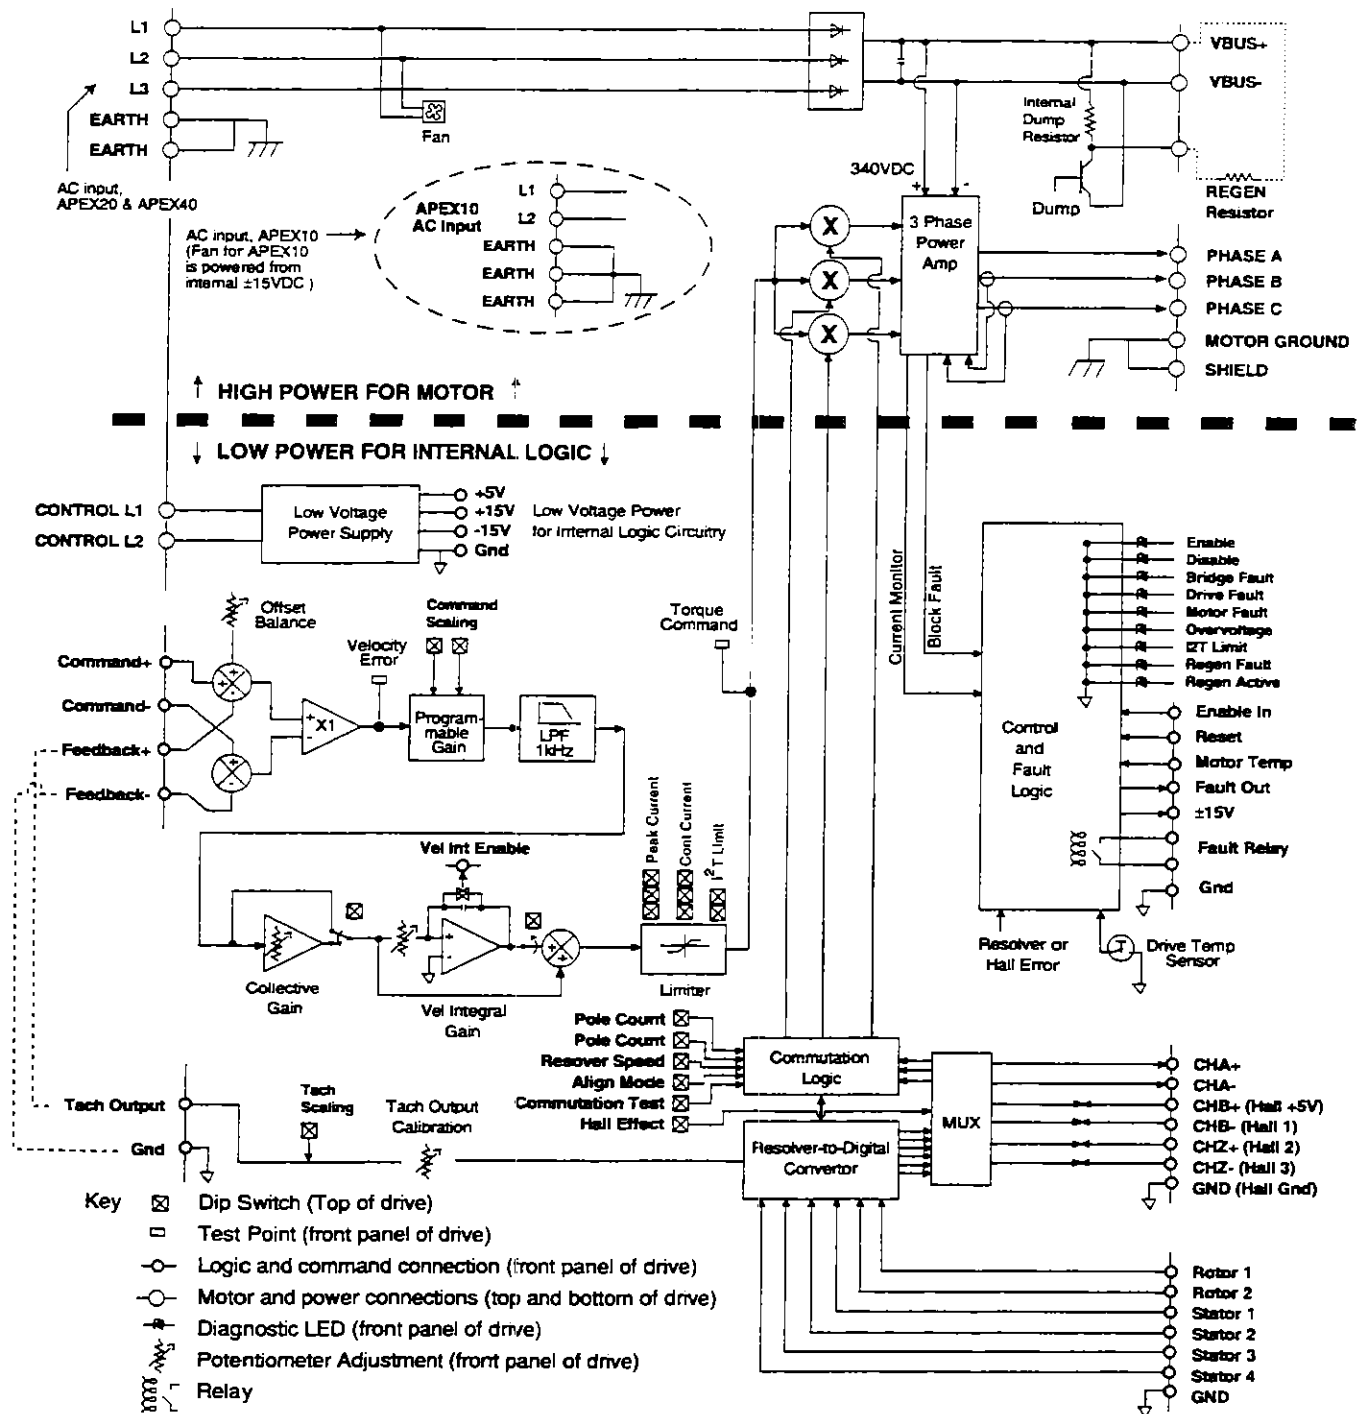 L1
L2
L3
EARTH
EARTH
AC input,
APEX20 & APEX40
Fan
AC input, APEX10
(Fan for APEX10
is powered from
internal ±15VDC )
APEX10
AC Input
L1
L2
EARTH
EARTH
EARTH
340VDC
+
-
3 Phase
Power
Amp
X
X
X
Internal
Dump
Resistor
Dump
VBUS+
VBUS-
REGEN
Resistor
PHASE A
PHASE B
PHASE C
MOTOR GROUND
SHIELD
HIGH POWER FOR MOTOR
LOW POWER FOR INTERNAL LOGIC
CONTROL L1
CONTROL L2
Low Voltage
Power Supply
+5V
+15V
-15V
Gnd
Low Voltage Power
for Internal Logic Circuitry
Offset
Balance
Command+
Command-
Feedback+
Feedback-
X1
Velocity
Error
Command
Scaling
Program-
mable
Gain
LPF
1kHz
Torque
Command
Current Monitor
Block Fault
Control
and
Fault
Logic
Enable
Disable
Bridge Fault
Drive Fault
Motor Fault
Overvoltage
I2T Limit
Regen Fault
Regen Active
Enable In
Reset
Motor Temp
Fault Out
±15V
Fault Relay
Gnd
Resolver or
Hall Error
Drive Temp
Sensor
Vel Int Enable
Collective
Gain
Vel Integral
Gain
Peak Current
Cont Current
I²T Limit
Limiter
Pole Count
Pole Count
Resover Speed
Align Mode
Commutation Test
Hall Effect
Commutation
Logic
Resolver-to-Digital
Convertor
MUX
CHA+
CHA-
CHB+ (Hall +5V)
CHB- (Hall 1)
CHZ+ (Hall 2)
CHZ- (Hall 3)
GND (Hall Gnd)
Tach Output
Gnd
Tach
Scaling
Tach Output
Calibration
Rotor 1
Rotor 2
Stator 1
Stator 2
Stator 3
Stator 4
GND
Key
Dip Switch (Top of drive)
Test Point (front panel of drive)
Logic and command connection (front panel of drive)
Motor and power connections (top and bottom of drive)
Diagnostic LED (front panel of drive)
Potentiometer Adjustment (front panel of drive)
Relay